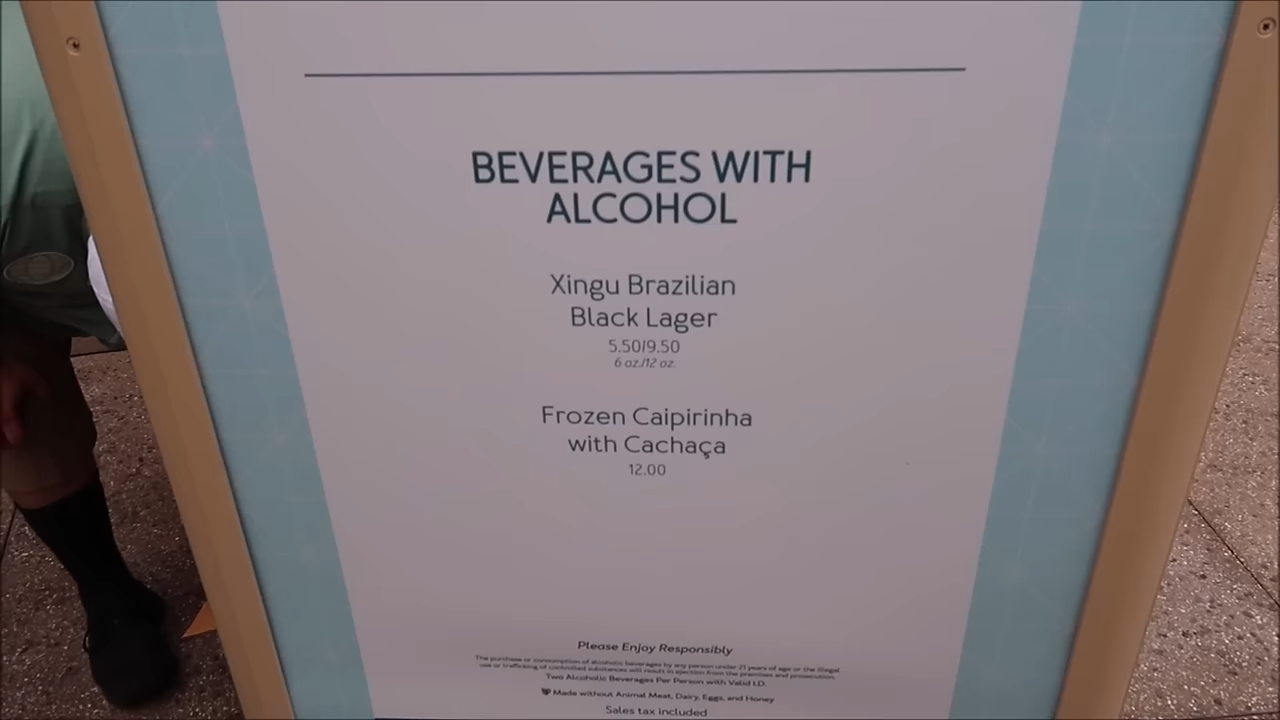 BEVERAGES WITH
ALCOHOL
Xingu Brazilian
Black Lager
5.50/9.50
6 oz./12 oz.
Frozen Caipirinha
with Cachaça
12.00
Please Enjoy Responsibly
The purchase or consumption of alcoholic beverages by any person under 21 years of age or the illegal
use or trafficking of controlled substances will result in ejection from the premises and prosecution.
Two Alcoholic Beverages Per Person with Valid I.D.
Made without Animal Meat, Dairy, Eggs, and Honey
Sales tax included